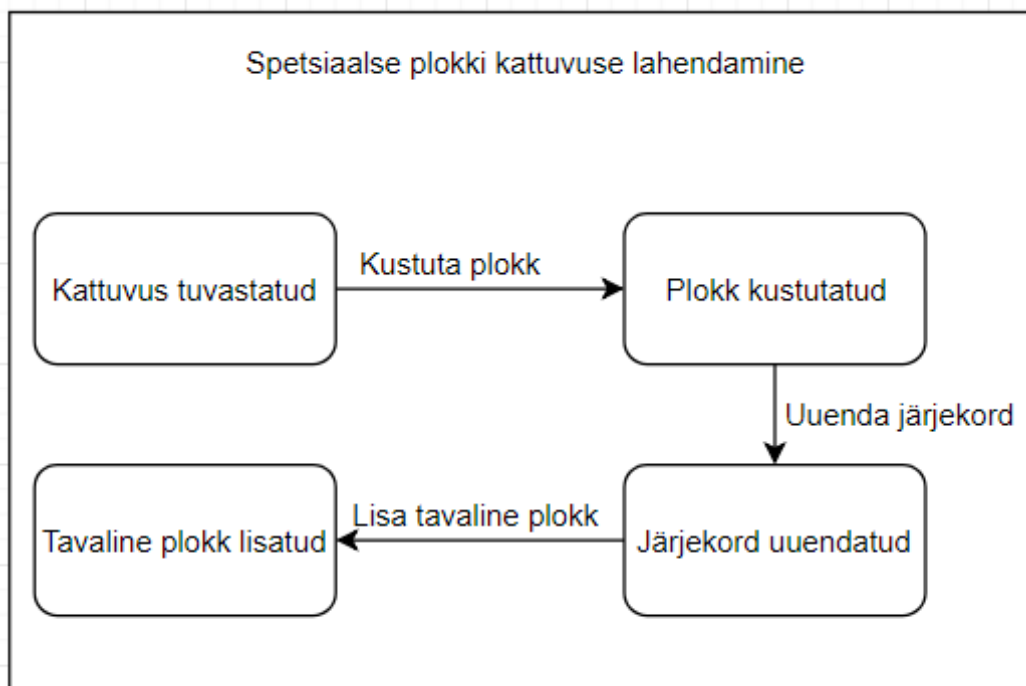 Spetsiaalse plokki kattuvuse lahendamine
Kattuvus tuvastatud
Kustuta plokk
Plokk kustutatud
Uuenda järjekord
Järjekord uuendatud
Lisa tavaline plokk
Tavaline plokk lisatud